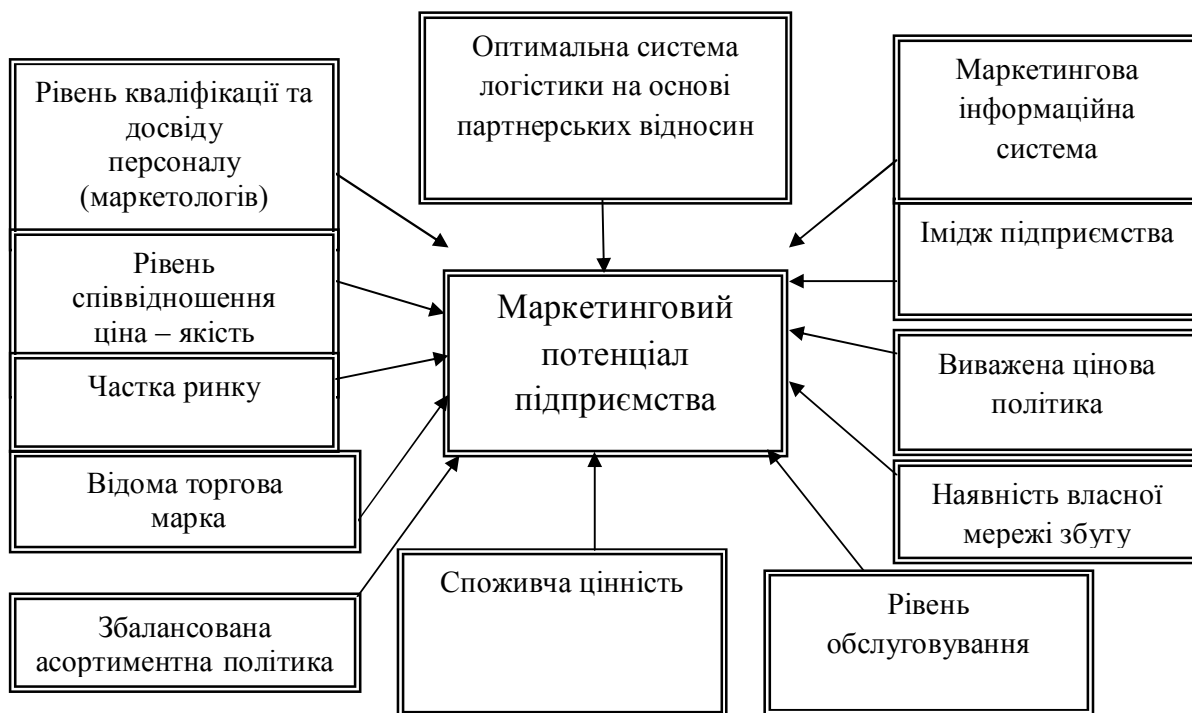 Оптимальна система
логістики на основі
партнерських відносин
Маркетингова
інформаційна
система
Рівень кваліфікації та
досвіду
персоналу
(маркетологів)
Імідж підприємства
Рівень
співвідношення
ціна – якість
Маркетинговий
потенціал
підприємства
Виважена цінова
політика
Частка ринку
Відома торгова
марка
Наявність власної
мережі збуту
Споживча цінність
Рівень
обслуговування
Збалансована
асортиментна політика